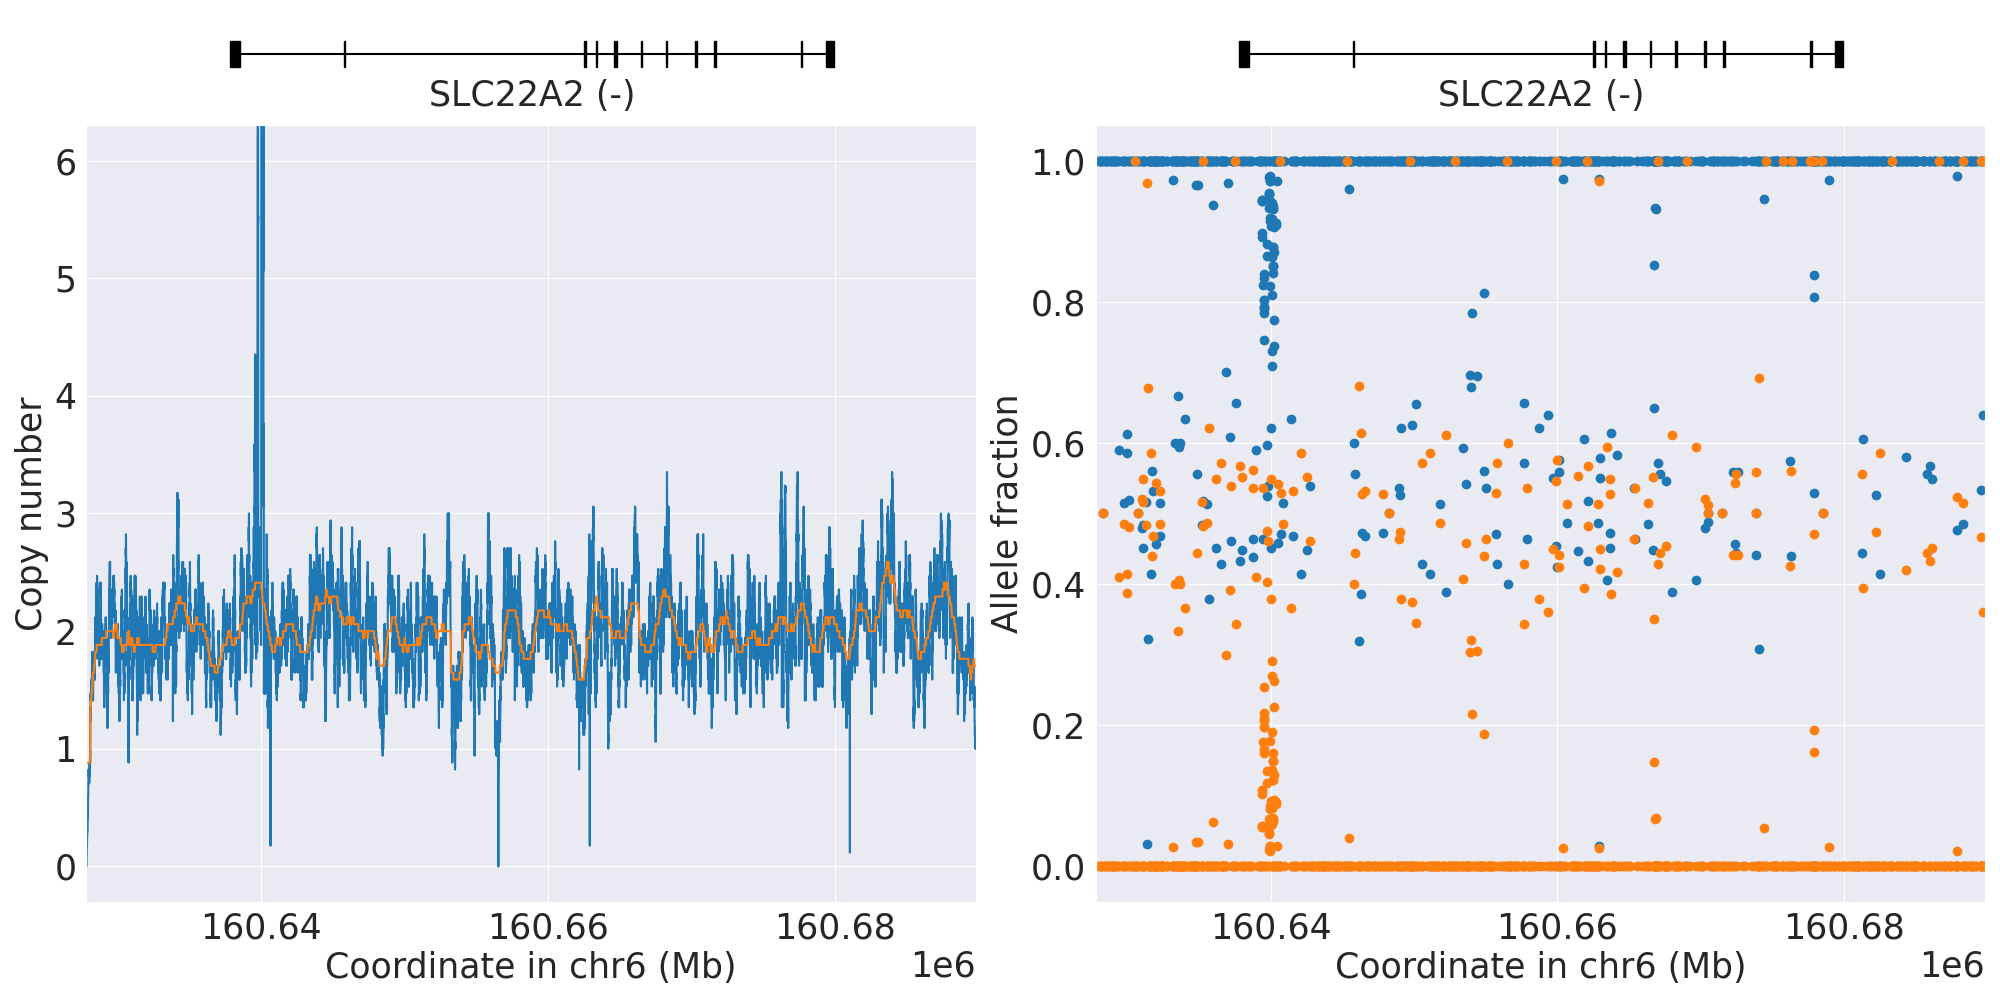 SLC22A2 (-)
SLC22A2 (-)
Copy number
6
5
4
3
2
1
0
160.64
160.66
160.68
Coordinate in chr6 (Mb)
1e6
Allele fraction
1.0
0.8
0.6
0.4
0.2
0.0
160.64
160.66
160.68
Coordinate in chr6 (Mb)
1e6